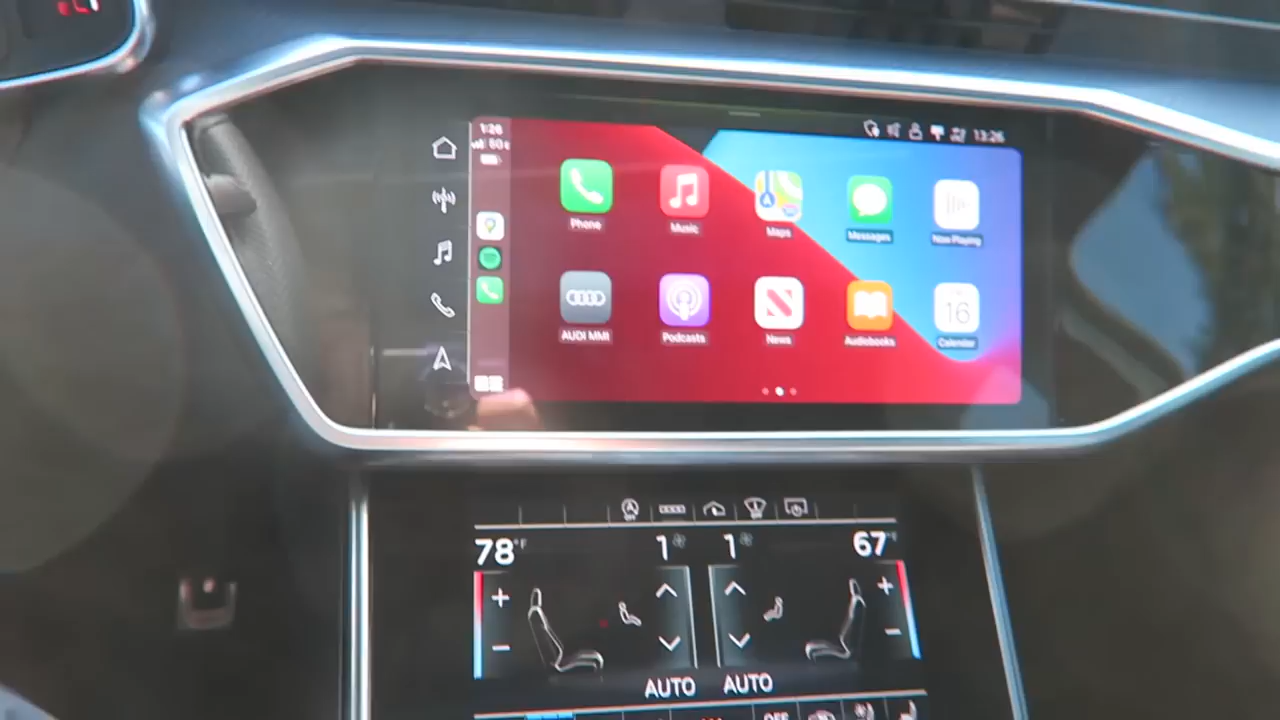 1:26
13:26
Phone
Music
Maps
Messages
Now Playing
AUDI MMI
Podcasts
News
Audiobooks
16
Calendar
78°F
1
1
67°F
+
+
−
−
AUTO
AUTO
OFF